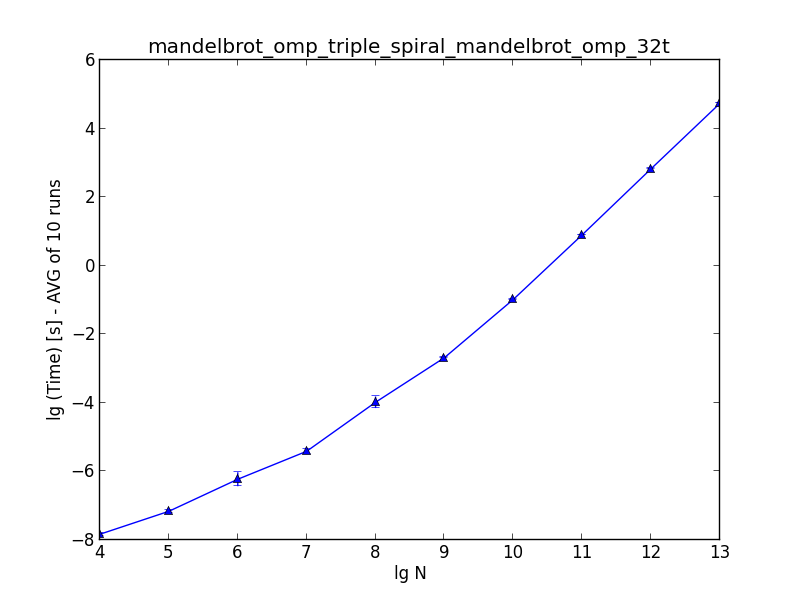 mandelbrot_omp_triple_spiral_mandelbrot_omp_32t
6
4
2
0
−2
−4
−6
−8
lg (Time) [s] - AVG of 10 runs
4 5 6 7 8 9 10 11 12 13
lg N